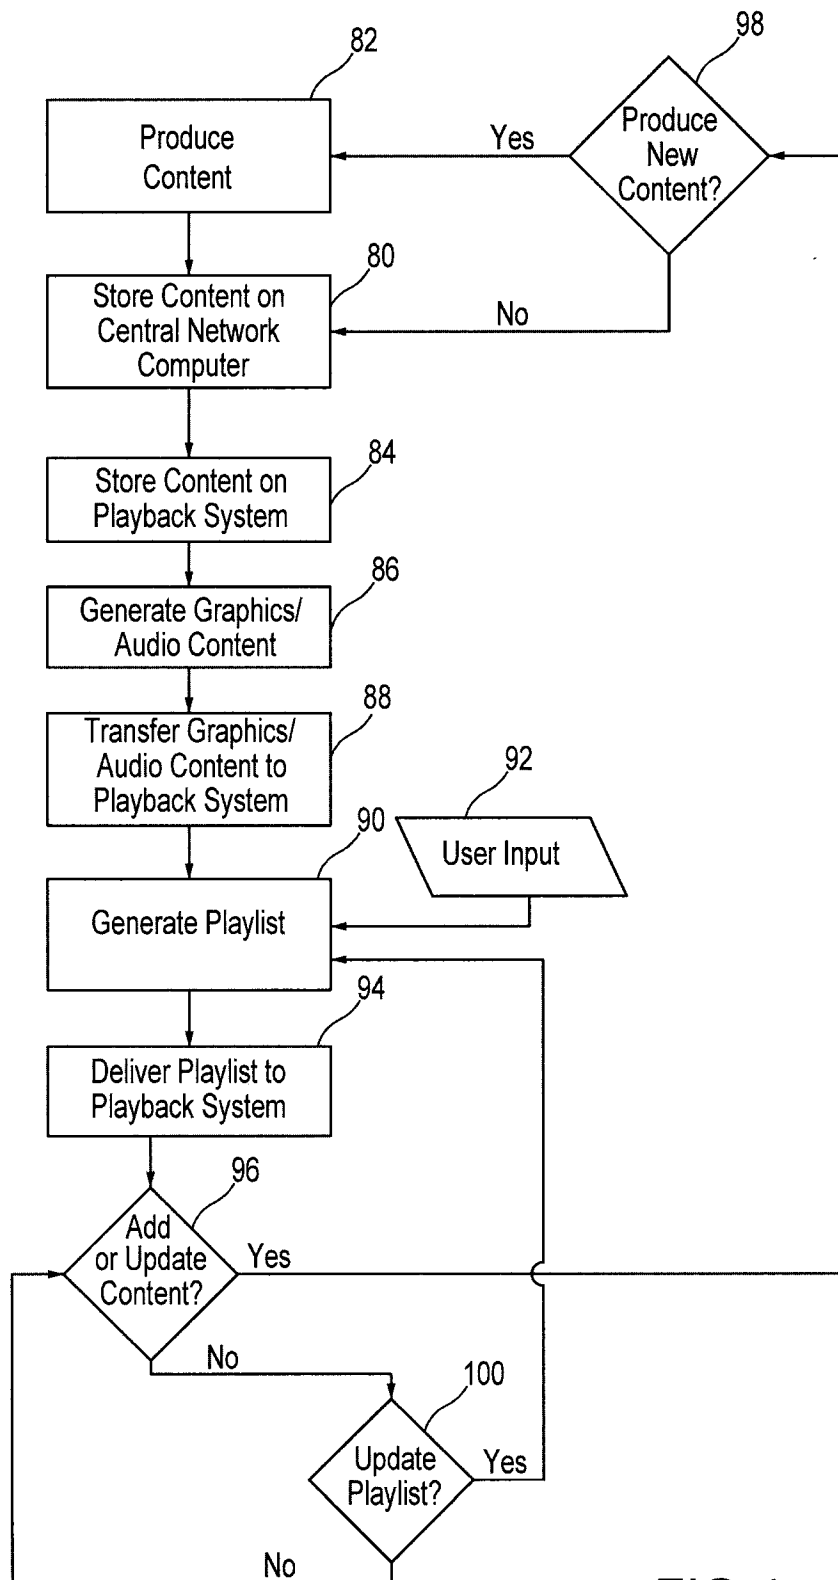 98
82
Produce
New
Content?
Yes
Produce
Content
80
Store Content on
Central Network
Computer
No
84
Store Content on
Playback System
86
Generate Graphics/
Audio Content
88
Transfer Graphics/
Audio Content to
Playback System
92
User Input
90
Generate Playlist
94
Deliver Playlist to
Playback System
96
Add
or Update
Content?
Yes
No
100
Update
Playlist?
Yes
No